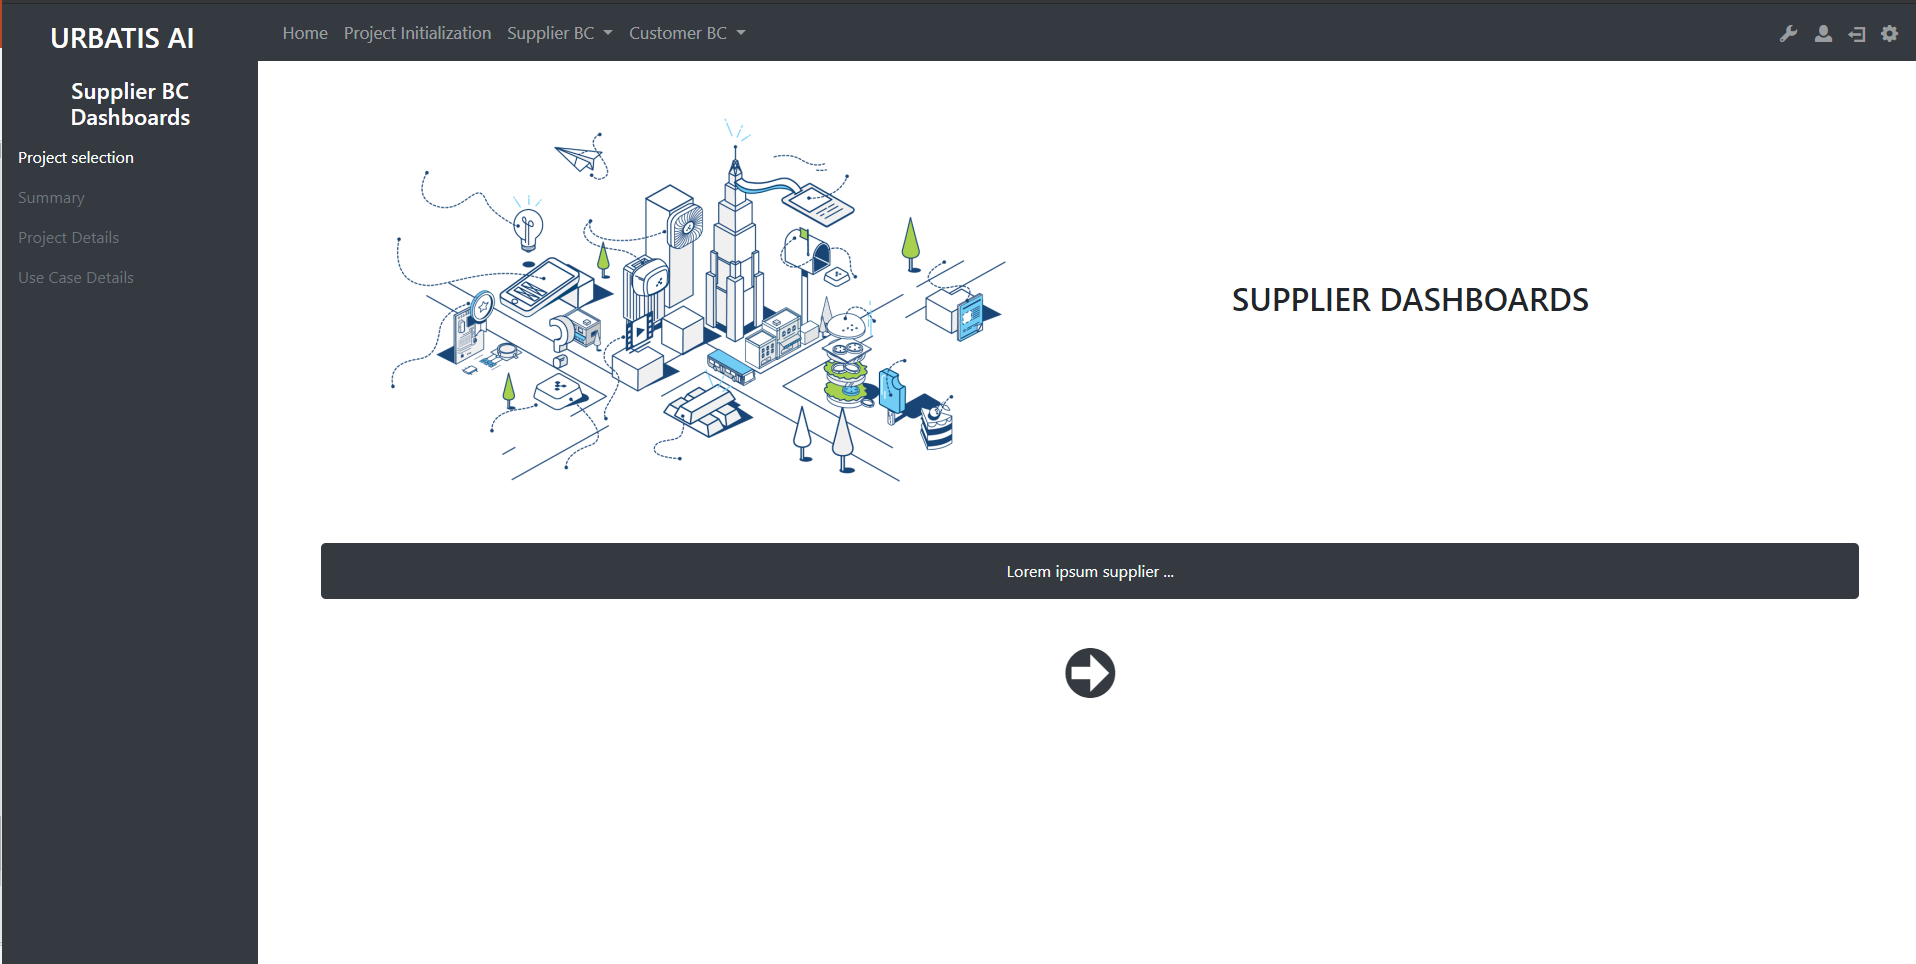 URBATIS AI
Home Project Initialization Supplier BC Customer BC
Supplier BC
Dashboards
Project selection
Summary
Project Details
Use Case Details
SUPPLIER DASHBOARDS
Lorem ipsum supplier ...